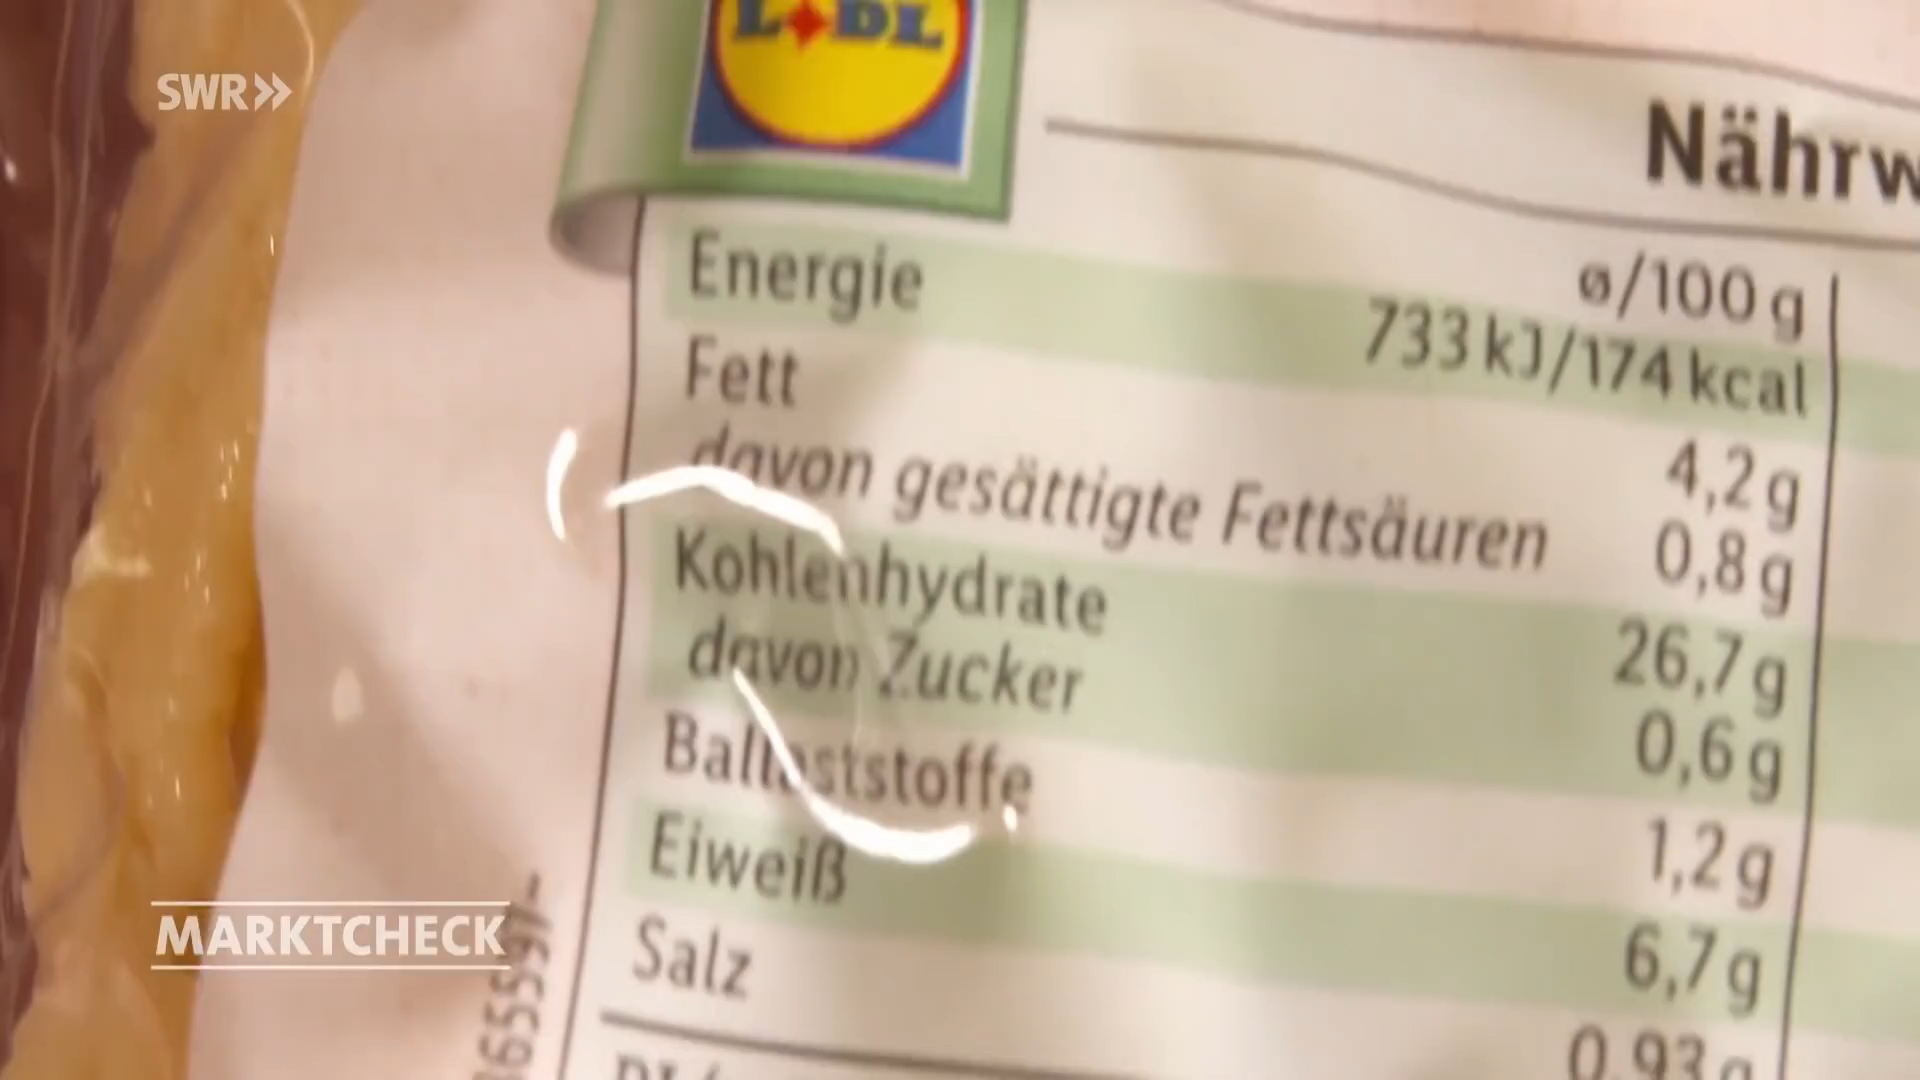 LIDL
SWR
Nährw
ø/100 g
Energie 733 kJ/174 kcal
Fett 4,2 g
davon gesättigte Fettsäuren 0,8 g
Kohlenhydrate 26,7 g
davon Zucker 0,6 g
Ballaststoffe 1,2 g
Eiweiß 6,7 g
Salz 0,93 g
MARKTCHECK